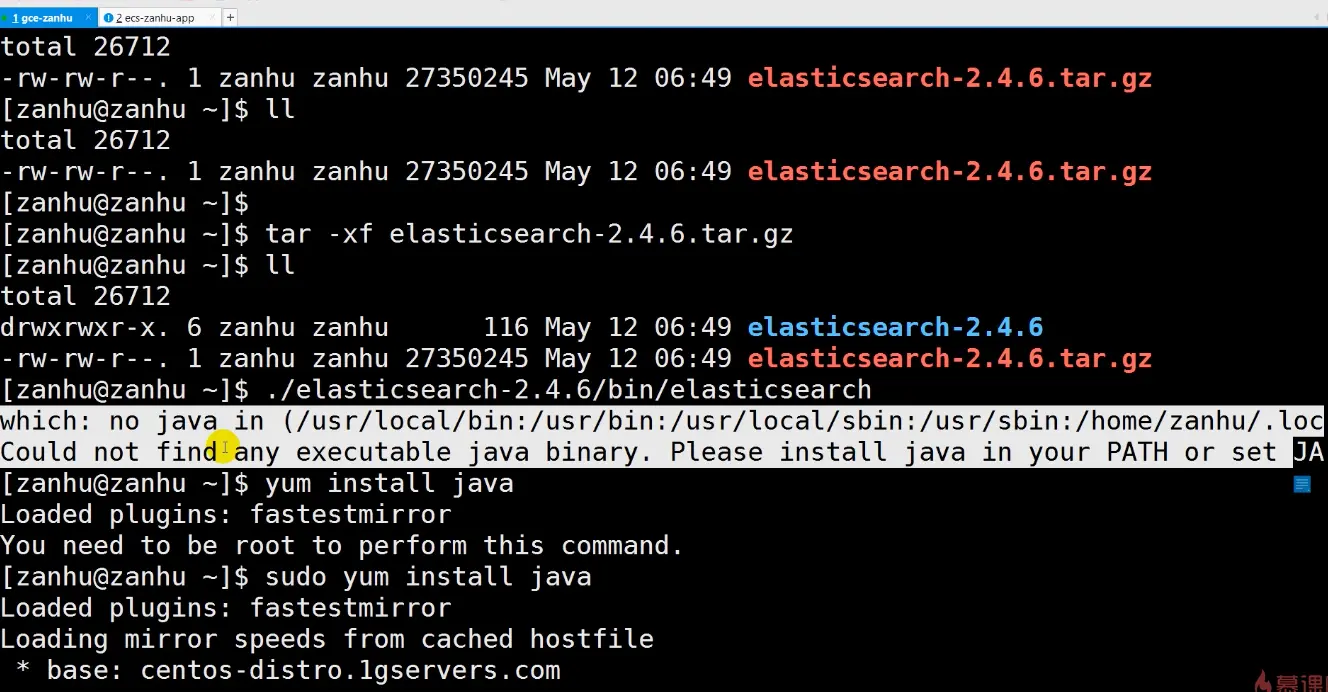 1 gce-zanhu × 2 ecs-zanhu-app × +
total 26712
-rw-rw-r--. 1 zanhu zanhu 27350245 May 12 06:49 elasticsearch-2.4.6.tar.gz
[zanhu@zanhu ~]$ ll
total 26712
-rw-rw-r--. 1 zanhu zanhu 27350245 May 12 06:49 elasticsearch-2.4.6.tar.gz
[zanhu@zanhu ~]$
[zanhu@zanhu ~]$ tar -xf elasticsearch-2.4.6.tar.gz
[zanhu@zanhu ~]$ ll
total 26712
drwxrwxr-x. 6 zanhu zanhu      116 May 12 06:49 elasticsearch-2.4.6
-rw-rw-r--. 1 zanhu zanhu 27350245 May 12 06:49 elasticsearch-2.4.6.tar.gz
[zanhu@zanhu ~]$ ./elasticsearch-2.4.6/bin/elasticsearch
which: no java in (/usr/local/bin:/usr/bin:/usr/local/sbin:/usr/sbin:/home/zanhu/.loc
Could not find any executable java binary. Please install java in your PATH or set JA
[zanhu@zanhu ~]$ yum install java
Loaded plugins: fastestmirror
You need to be root to perform this command.
[zanhu@zanhu ~]$ sudo yum install java
Loaded plugins: fastestmirror
Loading mirror speeds from cached hostfile
 * base: centos-distro.1gservers.com
慕课